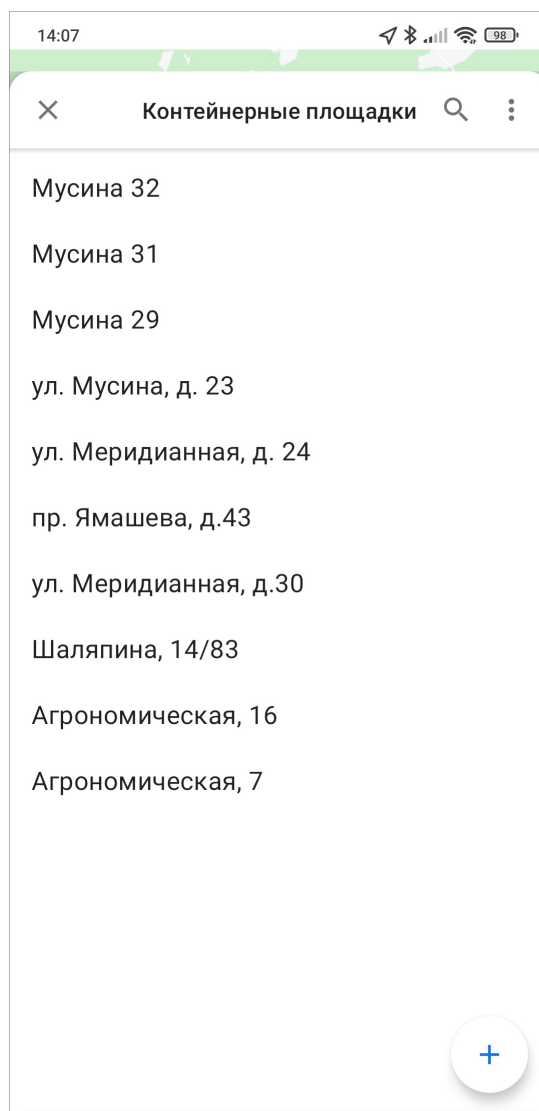 14:07
98
Контейнерные площадки
Мусина 32
Мусина 31
Мусина 29
ул. Мусина, д. 23
ул. Меридианная, д. 24
пр. Ямашева, д.43
ул. Меридианная, д.30
Шаляпина, 14/83
Агрономическая, 16
Агрономическая, 7